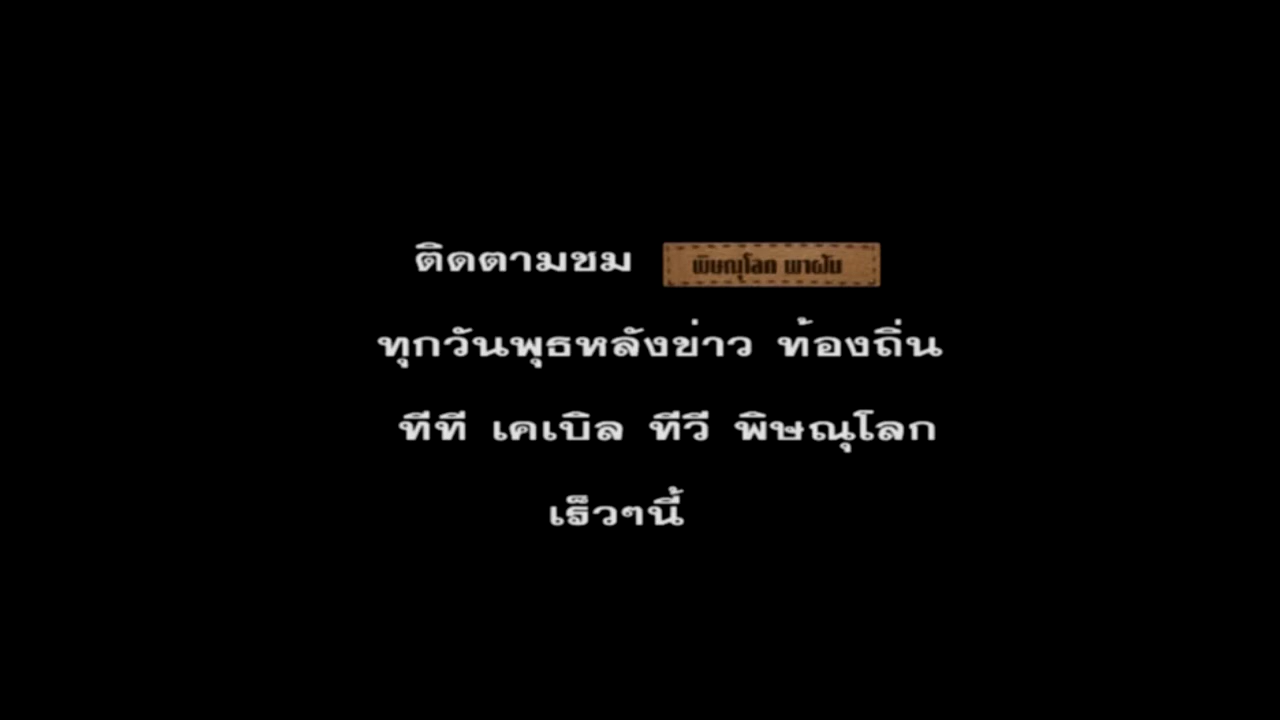 ติดตามชม พิษณุโลก พาฝัน
ทุกวันพุธหลังข่าว ท้องถิ่น
ทีที เคเบิล ทีวี พิษณุโลก
เร็วๆนี้